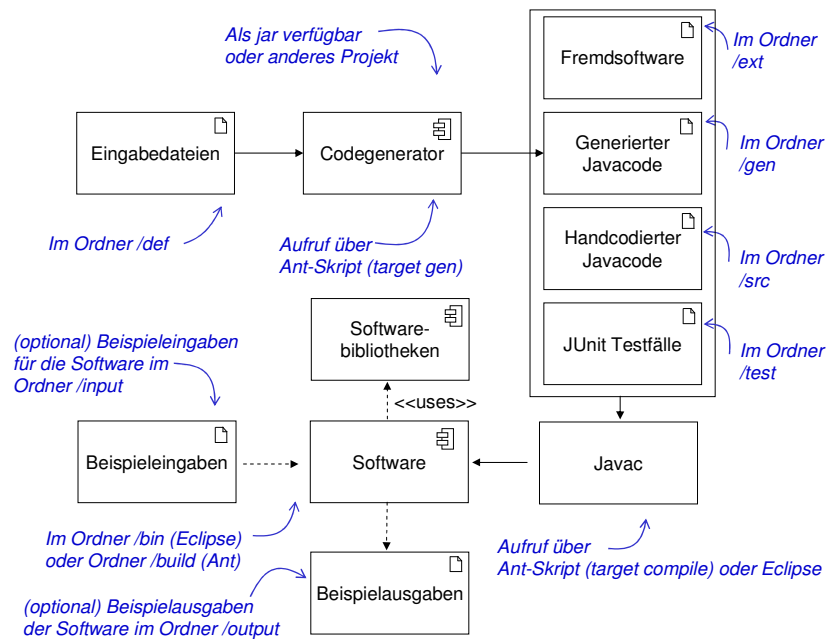 Als jar verfügbar
oder anderes Projekt
Fremdsoftware
Im Ordner
/ext
Eingabedateien
Codegenerator
Generierter
Javacode
Im Ordner
/gen
Im Ordner /def
Aufruf über
Ant-Skript (target gen)
Handcodierter
Javacode
Im Ordner
/src
Software-
bibliotheken
JUnit Testfälle
Im Ordner
/test
(optional) Beispieleingaben
für die Software im
Ordner /input
<<uses>>
Beispieleingaben
Software
Javac
Im Ordner /bin (Eclipse)
oder Ordner /build (Ant)
Aufruf über
Ant-Skript (target compile) oder Eclipse
Beispielausgaben
(optional) Beispielausgaben
der Software im Ordner /output